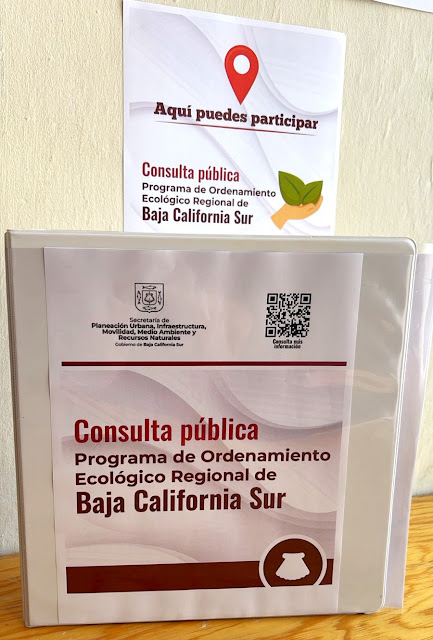 Aquí puedes participar
Consulta pública
Programa de Ordenamiento
Ecológico Regional de
Baja California Sur
Secretaría de
Planeación Urbana, Infraestructura,
Movilidad, Medio Ambiente y
Recursos Naturales
Gobierno de Baja California Sur
Consulta más
información
Consulta pública
Programa de Ordenamiento
Ecológico Regional de
Baja California Sur